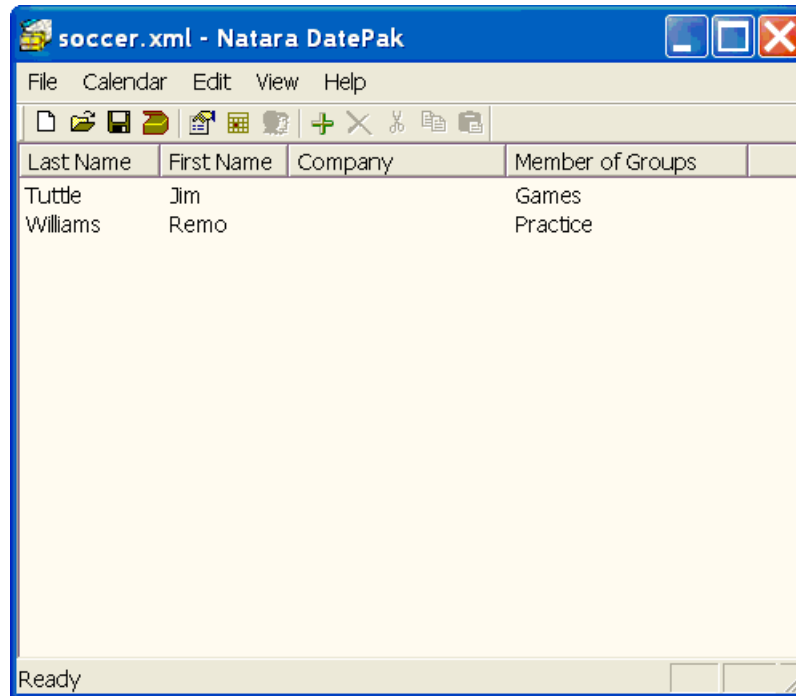 soccer.xml - Natara DatePak
File Calendar Edit View Help
Last Name First Name Company Member of Groups
Tuttle Jim Games
Williams Remo Practice
Ready